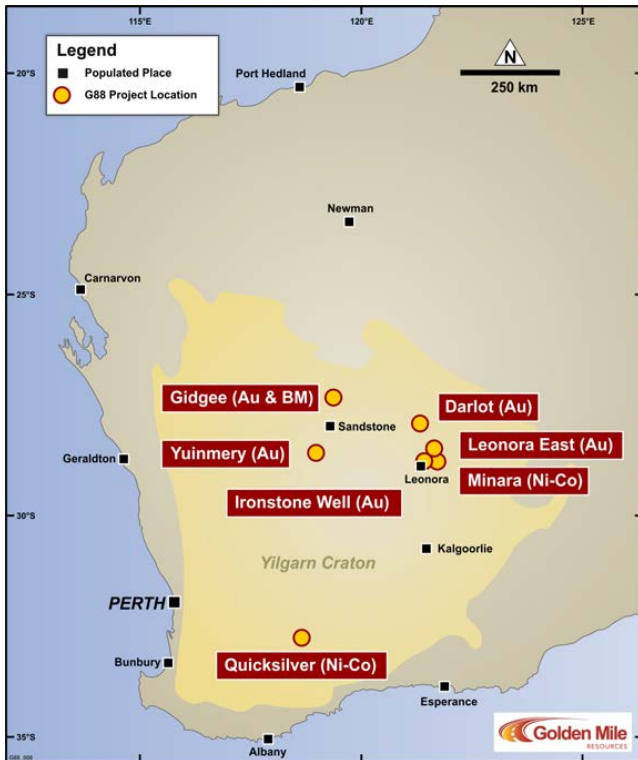 115°E
120°E
125°E
Legend
Populated Place
G88 Project Location
N
250 km
20°S
Port Hedland
Newman
Carnarvon
25°S
Gidgee (Au & BM)
Sandstone
Darlot (Au)
Yuinmery (Au)
Leonora East (Au)
Geraldton
Leonora
Minara (Ni-Co)
Ironstone Well (Au)
30°S
Kalgoorlie
Yilgarn Craton
PERTH
Bunbury
Quicksilver (Ni-Co)
Esperance
35°S
Albany
Golden Mile
RESOURCES